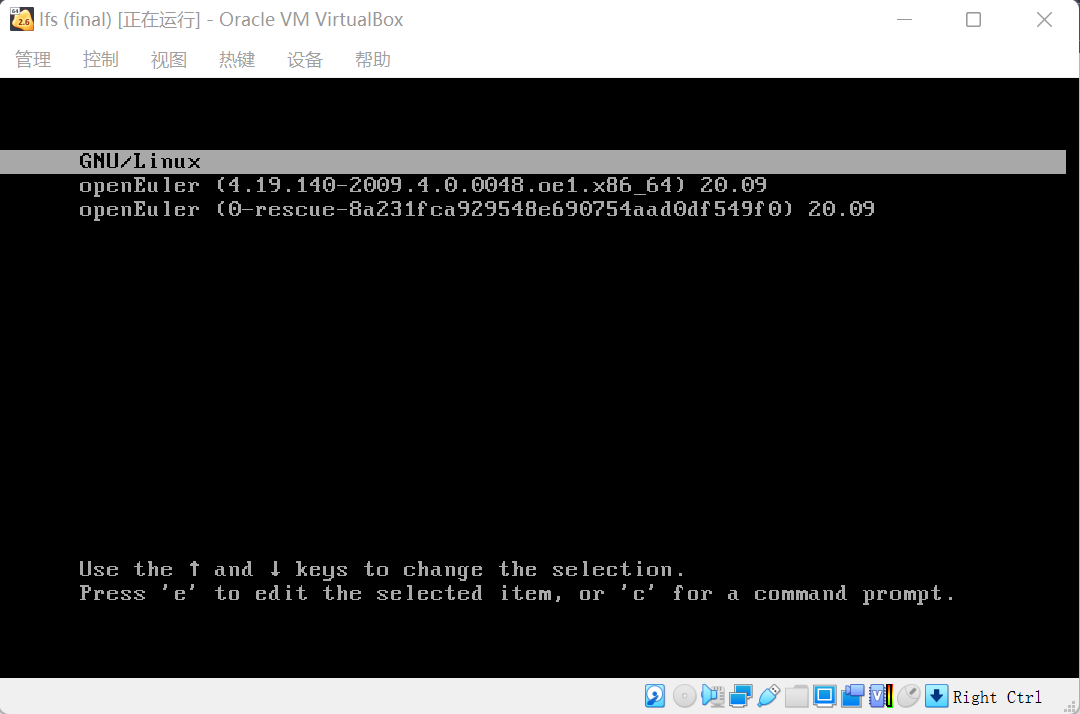 lfs (final) [正在运行] - Oracle VM VirtualBox
管理 控制 视图 热键 设备 帮助
GNU/Linux
openEuler (4.19.140-2009.4.0.0048.oe1.x86_64) 20.09
openEuler (0-rescue-8a231fca929548e690754aad0df549f0) 20.09
Use the ↑ and ↓ keys to change the selection.
Press 'e' to edit the selected item, or 'c' for a command prompt.
Right Ctrl